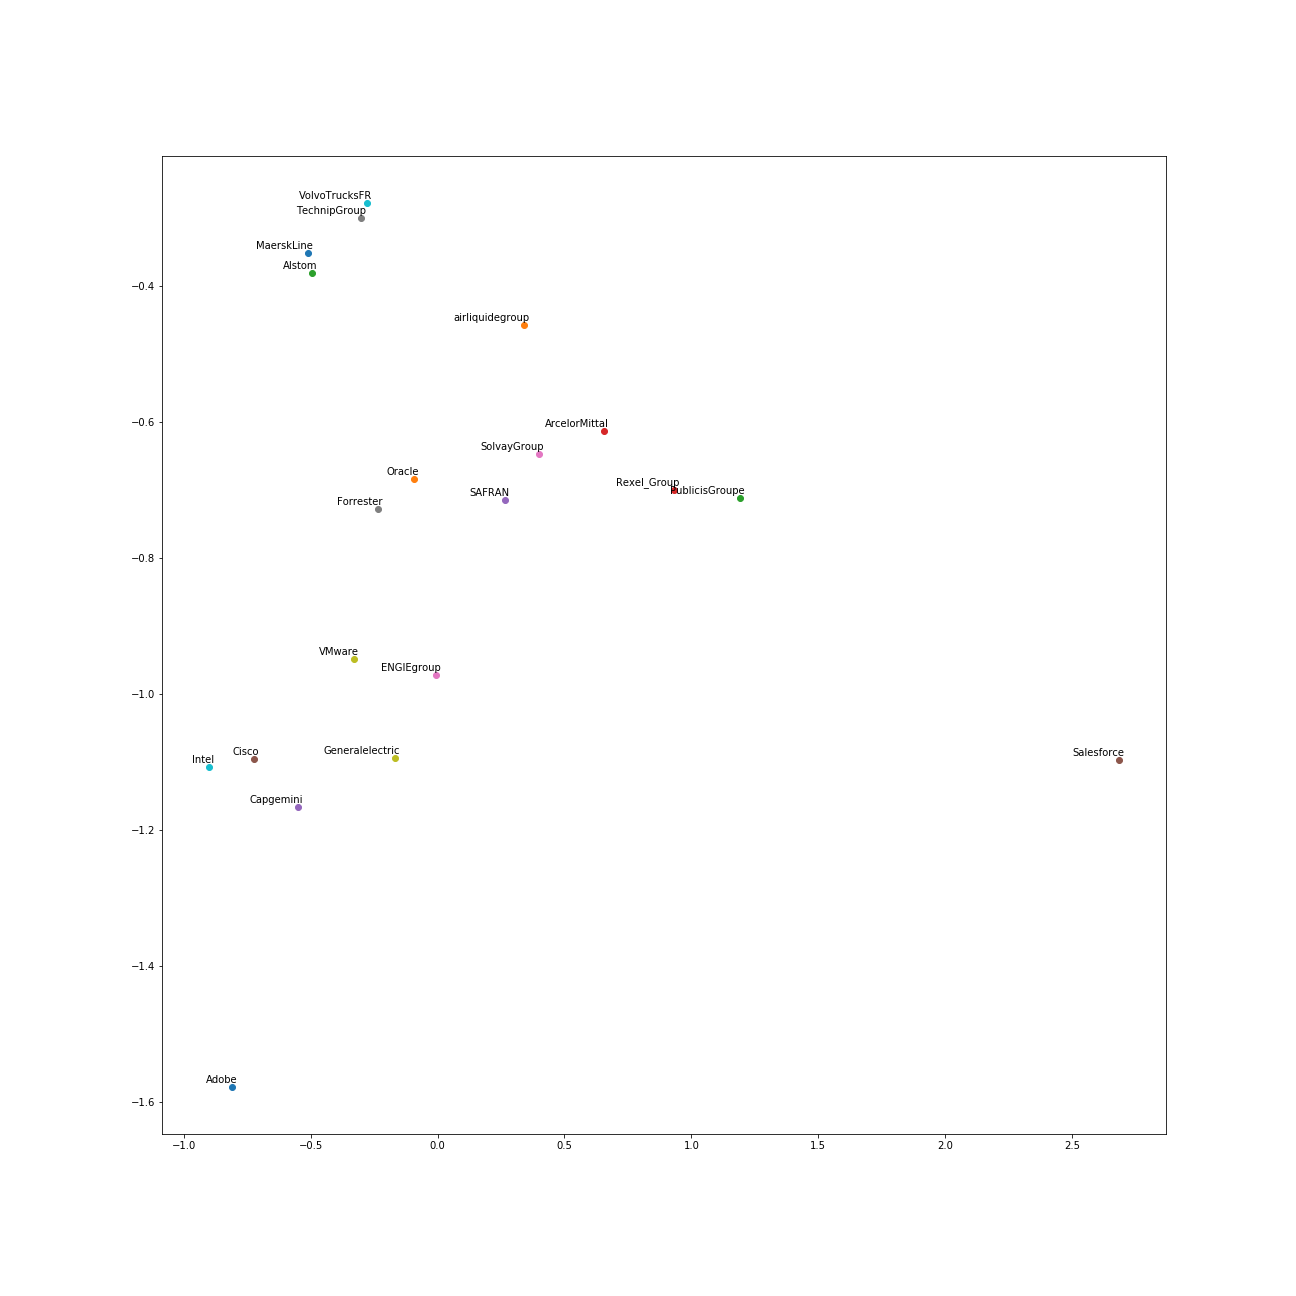 VolvoTrucksFR
TechnipGroup
MaerskLine
Alstom
−0.4
airliquidegroup
−0.6
ArcelorMittal
SolvayGroup
Oracle
Rexel_Group
PublicisGroupe
SAFRAN
Forrester
−0.8
VMware
ENGIEgroup
−1.0
Generalelectric
Cisco
Salesforce
Intel
Capgemini
−1.2
−1.4
Adobe
−1.6
−1.0 −0.5 0.0 0.5 1.0 1.5 2.0 2.5